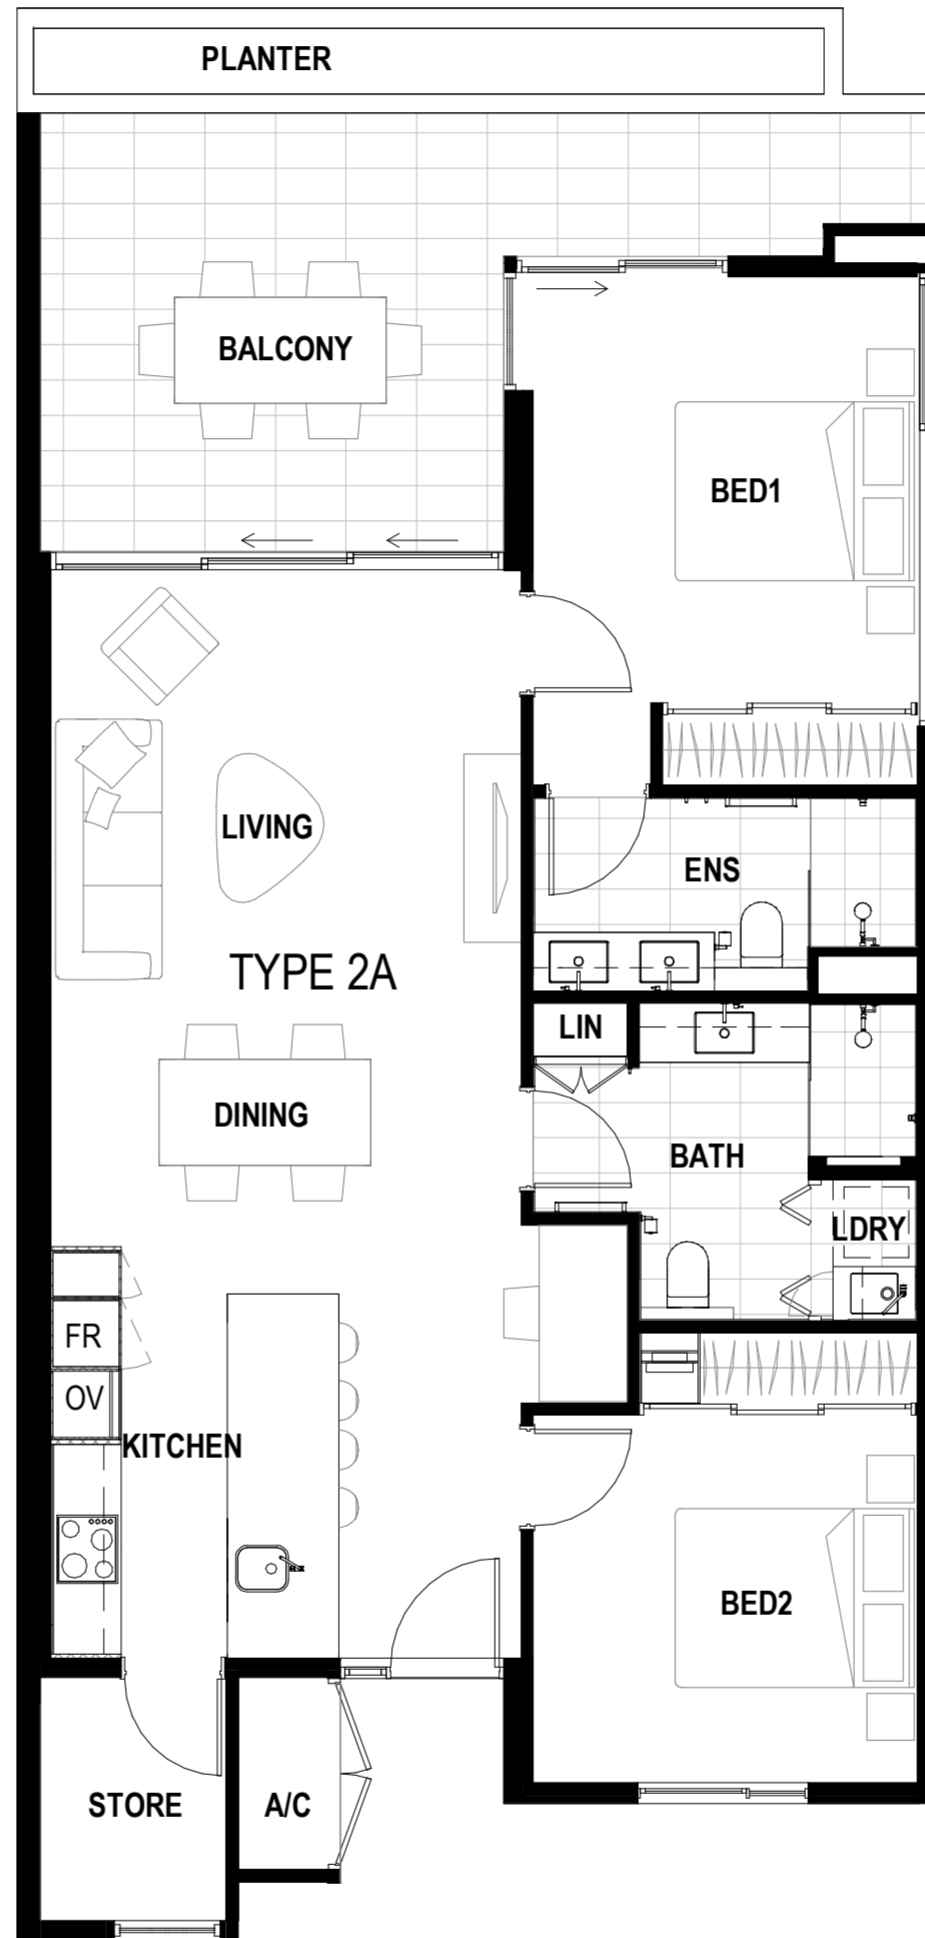 PLANTER
BALCONY
BED1
LIVING
ENS
TYPE 2A
LIN
DINING
BATH
LDRY
FR
OV
KITCHEN
BED2
STORE
A/C